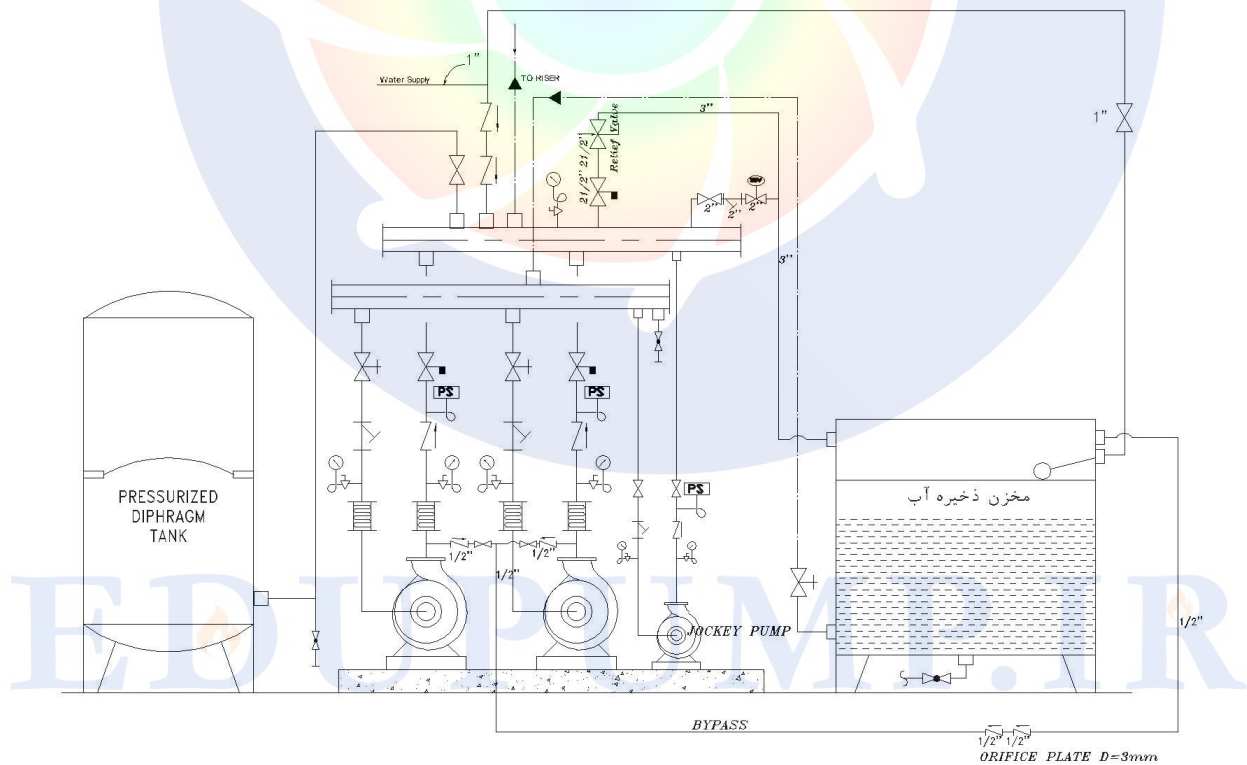 1"
Water Supply
TO RISER
3"
1"
21/2" 21/2"
Relief Valve
2" 2" 2"
3"
PS
PS
PS
PRESSURIZED
DIPHRAGM
TANK
مخزن ذخیره آب
1/2" 1/2"
1/2"
JOCKEY PUMP
1/2"
EDUPUMP.IR
BYPASS
1/2" 1/2"
ORIFICE PLATE D=3mm